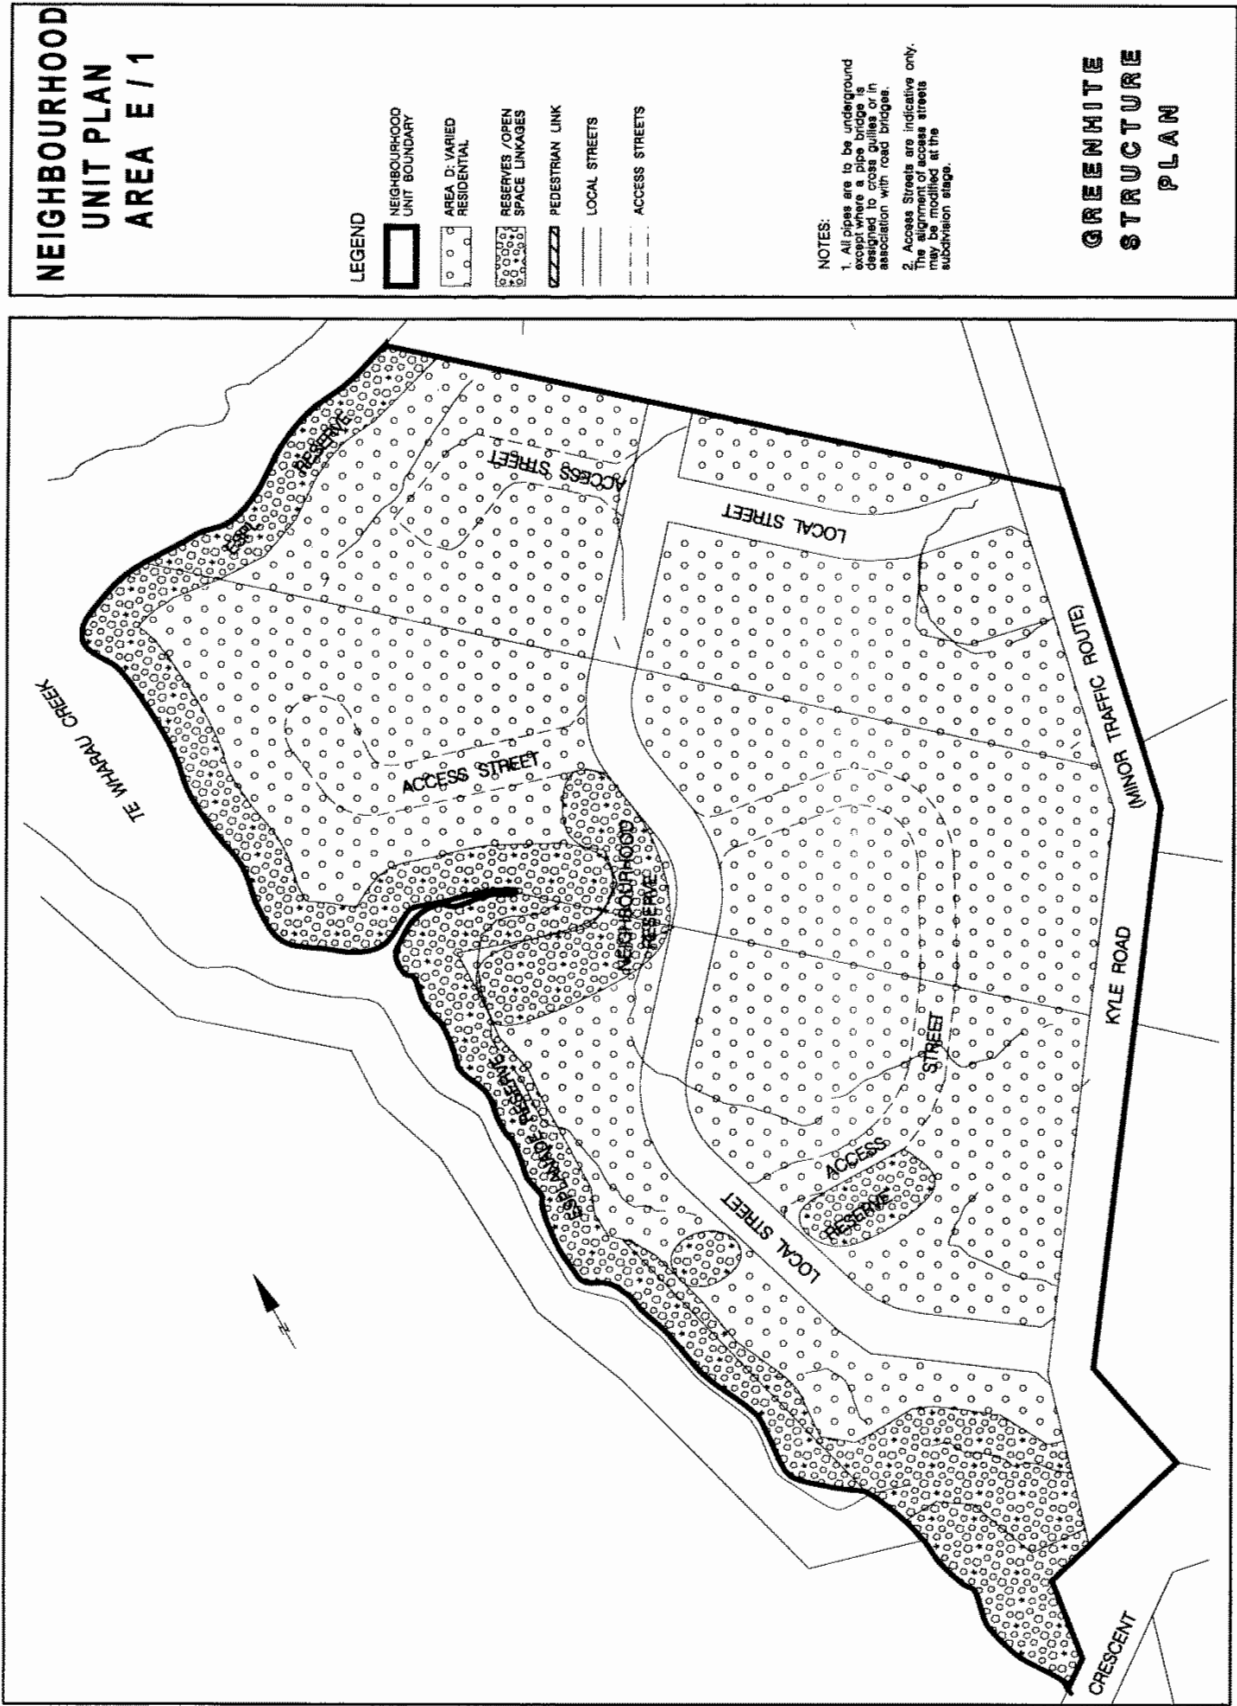 NEIGHBOURHOOD
UNIT PLAN
AREA E / 1
LEGEND
NEIGHBOURHOOD
UNIT BOUNDARY
AREA D: VARIED
RESIDENTIAL
RESERVES /OPEN
SPACE LINKAGES
PEDESTRIAN LINK
LOCAL STREETS
ACCESS STREETS
NOTES:
1. All pipes are to be underground
except where a pipe bridge is
designed to cross gullies or in
association with road bridges.
2. Access Streets are indicative only.
The alignment of access streets
may be modified at the
subdivision stage.
GREENHITE
STRUCTURE
PLAN
TE WHARAU CREEK
ESPL.
RESERVE
ACCESS STREET
LOCAL STREET
ACCESS STREET
NEIGHBOURHOOD
RESERVE
(MINOR TRAFFIC ROUTE)
KYLE ROAD
ESPLANADE RESERVE
STREET
ACCESS
RESERVE
LOCAL STREET
N
CRESCENT